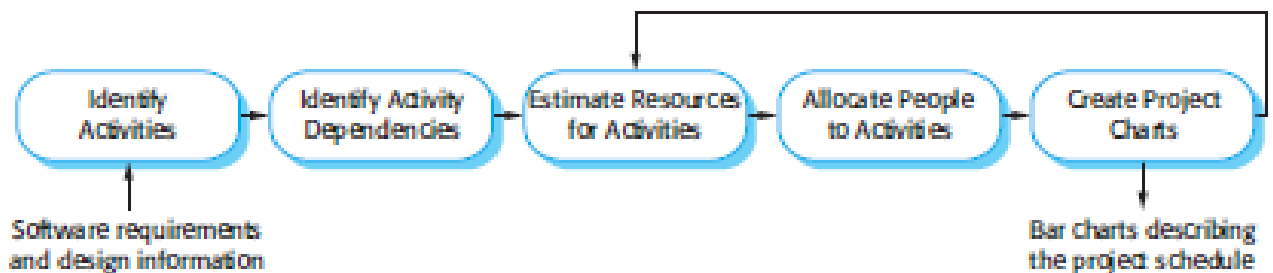 Identify
Activities
Identify Activity
Dependencies
Estimate Resources
for Activities
Allocate People
to Activities
Create Project
Charts
Software requirements
and design information
Bar charts describing
the project schedule